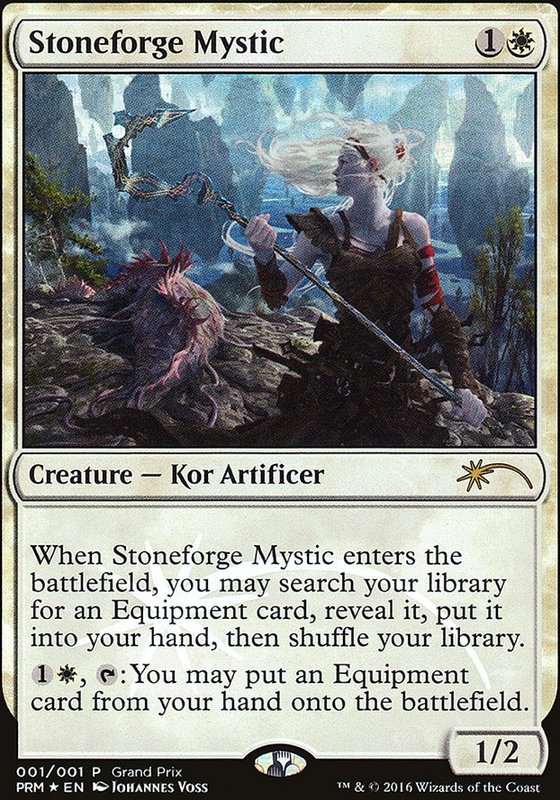 Stoneforge Mystic 1
Creature — Kor Artificer
When Stoneforge Mystic enters the
battlefield, you may search your library
for an Equipment card, reveal it, put it
into your hand, then shuffle your library.
1 , : You may put an Equipment
card from your hand onto the battlefield.
1/2
001/001 P Grand Prix
PRM ★ EN Johannes Voss
™ & © 2016 Wizards of the Coast